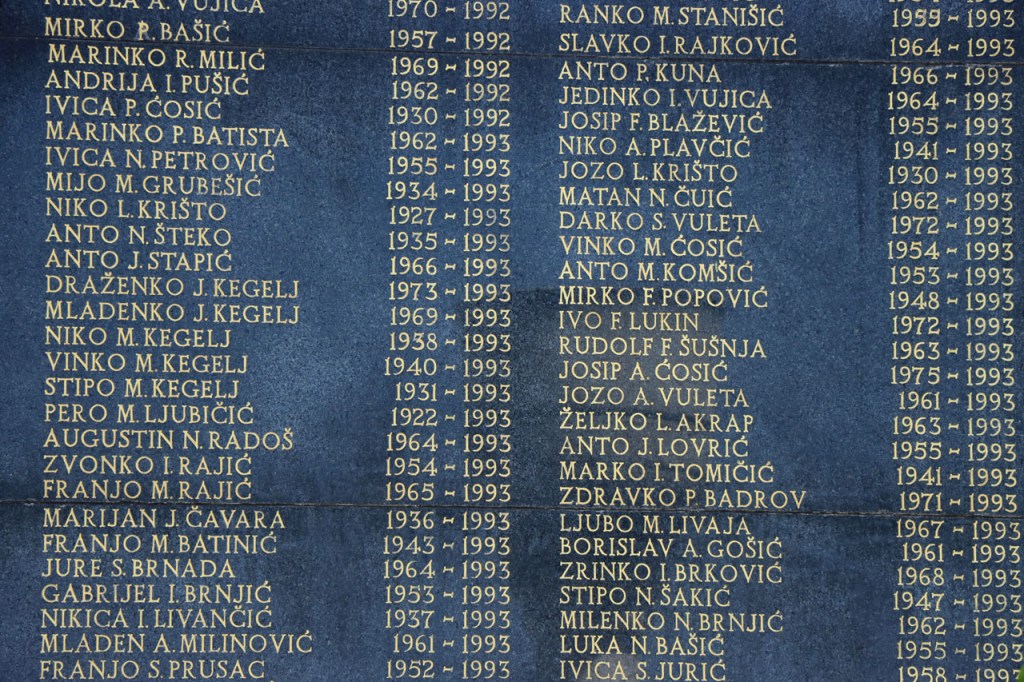 NIKOLA A. VUJICA 1970 - 1992
MIRKO R. BAŠIĆ 1957 - 1992
MARINKO R. MILIĆ 1969 - 1992
ANDRIJA I. PUŠIĆ 1962 - 1992
IVICA P. ĆOSIĆ 1930 - 1992
MARINKO P. BATISTA 1962 - 1993
IVICA N. PETROVIĆ 1955 - 1993
MIJO M. GRUBEŠIĆ 1934 - 1993
NIKO L. KRIŠTO 1927 - 1993
ANTO N. ŠTEKO 1935 - 1993
ANTO J. STAPIĆ 1966 - 1993
DRAŽENKO J. KEGELJ 1973 - 1993
MLADENKO J. KEGELJ 1969 - 1993
NIKO M. KEGELJ 1938 - 1993
VINKO M. KEGELJ 1940 - 1993
STIPO M. KEGELJ 1931 - 1993
PERO M. LJUBIČIĆ 1922 - 1993
AUGUSTIN N. RADOŠ 1964 - 1993
ZVONKO I. RAJIĆ 1954 - 1993
FRANJO M. RAJIĆ 1965 - 1993
MARIJAN J. ČAVARA 1936 - 1993
FRANJO M. BATINIĆ 1943 - 1993
JURE S. BRNADA 1964 - 1993
GABRIJEL I. BRNJIĆ 1953 - 1993
NIKICA I. LIVANČIĆ 1937 - 1993
MLADEN A. MILINOVIĆ 1961 - 1993
FRANJO S. PRUSAC 1952 - 1993
RANKO M. STANIŠIĆ 1955 - 1993
SLAVKO I. RAJKOVIĆ 1964 - 1993
ANTO P. KUNA 1966 - 1993
JEDINKO I. VUJICA 1964 - 1993
JOSIP F. BLAŽEVIĆ 1955 - 1993
NIKO A. PLAVČIĆ 1941 - 1993
JOZO L. KRIŠTO 1930 - 1993
MATAN N. ČUIĆ 1962 - 1993
DARKO S. VULETA 1972 - 1993
VINKO M. ĆOSIĆ 1954 - 1993
ANTO M. KOMŠIĆ 1953 - 1993
MIRKO F. POPOVIĆ 1948 - 1993
IVO F. LUKIN 1972 - 1993
RUDOLF F. ŠUŠNJA 1963 - 1993
JOSIP A. ĆOSIĆ 1975 - 1993
JOZO A. VULETA 1961 - 1993
ŽELJKO L. AKRAP 1963 - 1993
ANTO J. LOVRIĆ 1955 - 1993
MARKO I. TOMIČIĆ 1941 - 1993
ZDRAVKO P. BADROV 1971 - 1993
LJUBO M. LIVAJA 1967 - 1993
BORISLAV A. GOŠIĆ 1961 - 1993
ZRINKO I. BRKOVIĆ 1968 - 1993
STIPO N. ŠAKIĆ 1947 - 1993
MILENKO N. BRNJIĆ 1962 - 1993
LUKA N. BAŠIĆ 1955 - 1993
IVICA S. JURIĆ 1958 - 1993